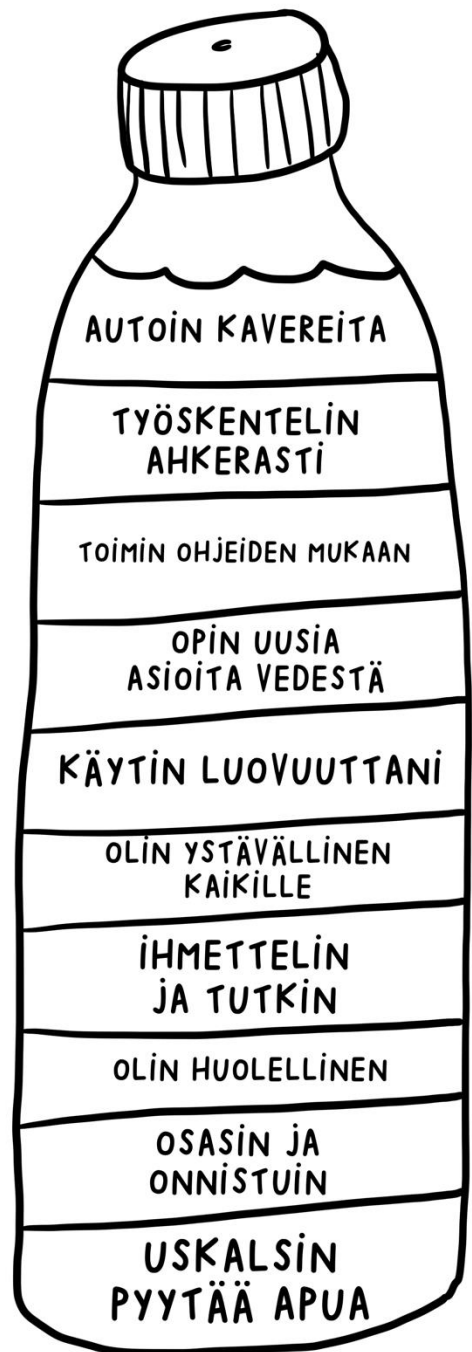 AUTOIN KAVEREITA
TYÖSKENTELIN
AHKERASTI
TOIMIN OHJEIDEN MUKAAN
OPIN UUSIA
ASIOITA VEDESTÄ
KÄYTIN LUOVUUTTANI
OLIN YSTÄVÄLLINEN
KAIKILLE
IHMETTELIN
JA TUTKIN
OLIN HUOLELLINEN
OSASIN JA
ONNISTUIN
USKALSIN
PYYTÄÄ APUA